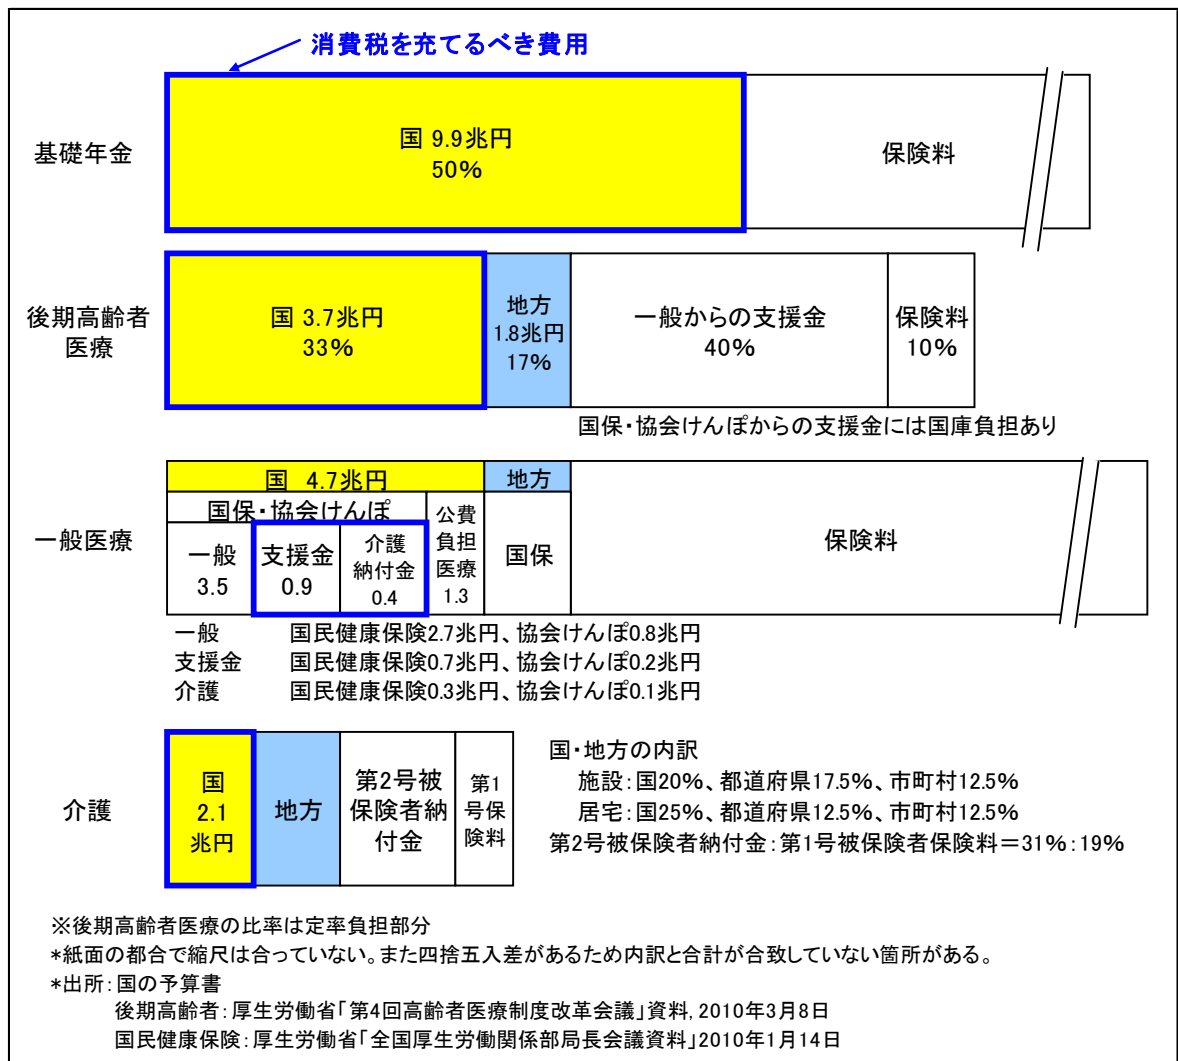 消費税を充てるべき費用
基礎年金
国 9.9兆円
50%
保険料
後期高齢者
医療
国 3.7兆円
33%
地方
1.8兆円
17%
一般からの支援金
40%
保険料
10%
国保・協会けんぽからの支援金には国庫負担あり
一般医療
国 4.7兆円
地方
国保・協会けんぽ
一般
3.5
支援金
0.9
介護
納付金
0.4
公費
負担
医療
1.3
国保
保険料
一般 国民健康保険2.7兆円、協会けんぽ0.8兆円
支援金 国民健康保険0.7兆円、協会けんぽ0.2兆円
介護 国民健康保険0.3兆円、協会けんぽ0.1兆円
介護
国
2.1
兆円
地方
第2号被
保険者納
付金
第1
号保
険料
国・地方の内訳
施設:国20%、都道府県17.5%、市町村12.5%
居宅:国25%、都道府県12.5%、市町村12.5%
第2号被保険者納付金:第1号被保険者保険料=31%:19%
※後期高齢者医療の比率は定率負担部分
*紙面の都合で縮尺は合っていない。また四捨五入差があるため内訳と合計が合致していない箇所がある。
*出所:国の予算書
後期高齢者:厚生労働省「第4回高齢者医療制度改革会議」資料, 2010年3月8日
国民健康保険:厚生労働省「全国厚生労働関係部局長会議資料」2010年1月14日